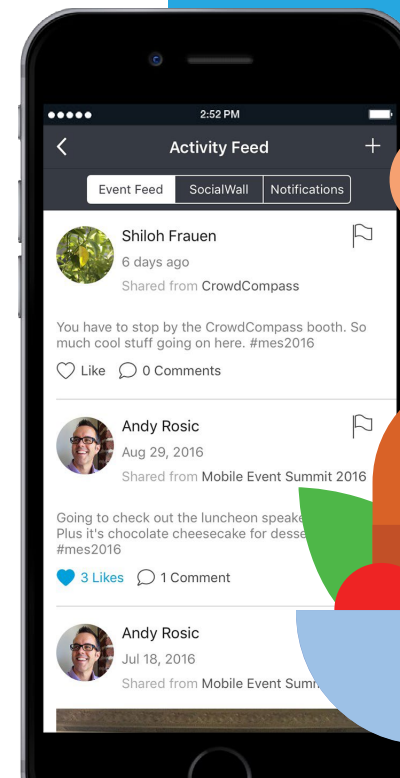 2:52 PM
Activity Feed
Event Feed SocialWall Notifications
Shiloh Frauen
6 days ago
Shared from CrowdCompass
You have to stop by the CrowdCompass booth. So
much cool stuff going on here. #mes2016
Like 0 Comments
Andy Rosic
Aug 29, 2016
Shared from Mobile Event Summit 2016
Going to check out the luncheon
Plus it's chocolate cheesecake for
#mes2016
3 Likes 1 Comment
Andy Rosic
Jul 18, 2016
Shared from Mobile Event